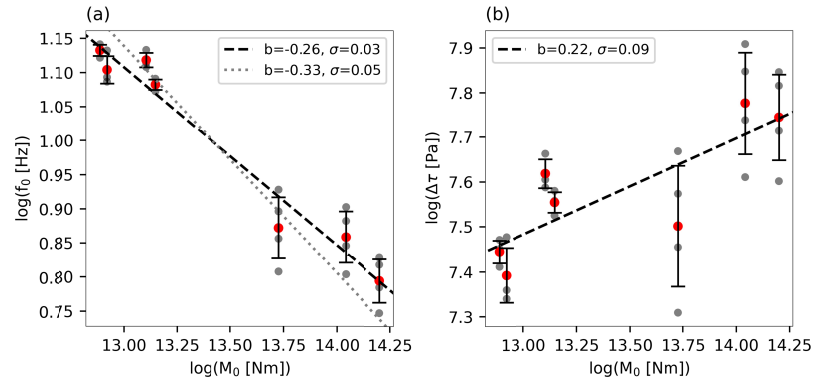 (a)
b=-0.26, σ=0.03
b=-0.33, σ=0.05
1.15
1.10
1.05
1.00
0.95
0.90
0.85
0.80
0.75
log(f₀ [Hz])
13.00 13.25 13.50 13.75 14.00 14.25
log(M₀ [Nm])
(b)
b=0.22, σ=0.09
7.9
7.8
7.7
7.6
7.5
7.4
7.3
log(Δτ [Pa])
13.00 13.25 13.50 13.75 14.00 14.25
log(M₀ [Nm])